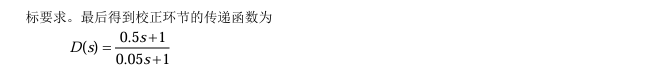 标要求。最后得到校正环节的传递函数为
D(s) = \frac{0.5s+1}{0.05s+1}